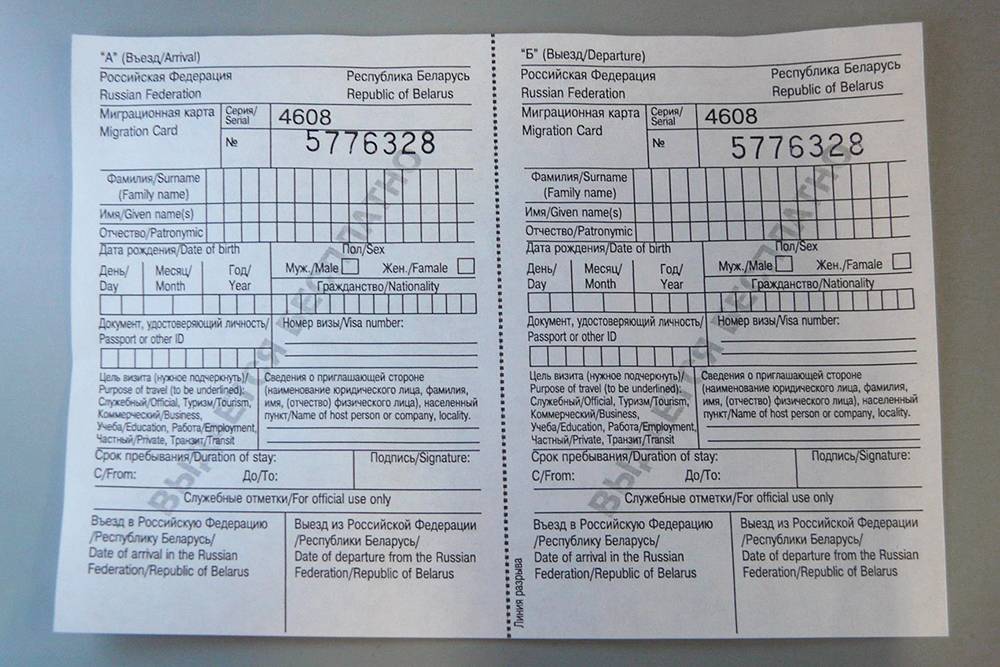 "А" (Въезд/Arrival)
Российская Федерация Республика Беларусь
Russian Federation Republic of Belarus
Миграционная карта Серия/ 4608
Migration Card Serial
№ 5776328
Фамилия/Surname
(Family name)
Имя/Given name(s)
Отчество/Patronymic
Дата рождения/Date of birth Пол/Sex
День/ Месяц/ Год/ Муж./Male Жен./Famale
Day Month Year Гражданство/Nationality
Документ, удостоверяющий личность/ Номер визы/Visa number:
Passport or other ID
Цель визита (нужное подчеркнуть)/ Сведения о приглашающей стороне
Purpose of travel (to be underlined): (наименование юридического лица, фамилия,
Служебный/Official, Туризм/Tourism, имя, (отчество) физического лица), населенный
Коммерческий/Business, пункт/Name of host person or company, locality.
Учеба/Education, Работа/Employment,
Частный/Private, Транзит/Transit
Срок пребывания/Duration of stay: Подпись/Signature:
С/From: До/To:
Служебные отметки/For official use only
Въезд в Российскую Федерацию Выезд из Российской Федерации
/Республику Беларусь/ /Республики Беларусь/
Date of arrival in the Russian Date of departure from the Russian
Federation/Republic of Belarus Federation/Republic of Belarus
ВЫДАЕТСЯ БЕСПЛАТНО
Линия разрыва
"Б" (Выезд/Departure)
Российская Федерация Республика Беларусь
Russian Federation Republic of Belarus
Миграционная карта Серия/ 4608
Migration Card Serial
№ 5776328
Фамилия/Surname
(Family name)
Имя/Given name(s)
Отчество/Patronymic
Дата рождения/Date of birth Пол/Sex
День/ Месяц/ Год/ Муж./Male Жен./Famale
Day Month Year Гражданство/Nationality
Документ, удостоверяющий личность/ Номер визы/Visa number:
Passport or other ID
Цель визита (нужное подчеркнуть)/ Сведения о приглашающей стороне
Purpose of travel (to be underlined): (наименование юридического лица, фамилия,
Служебный/Official, Туризм/Tourism, имя, (отчество) физического лица), населенный
Коммерческий/Business, пункт/Name of host person or company, locality.
Учеба/Education, Работа/Employment,
Частный/Private, Транзит/Transit
Срок пребывания/Duration of stay: Подпись/Signature:
С/From: До/To:
Служебные отметки/For official use only
Въезд в Российскую Федерацию Выезд из Российской Федерации
/Республику Беларусь/ /Республики Беларусь/
Date of arrival in the Russian Date of departure from the Russian
Federation/Republic of Belarus Federation/Republic of Belarus
ВЫДАЕТСЯ БЕСПЛАТНО